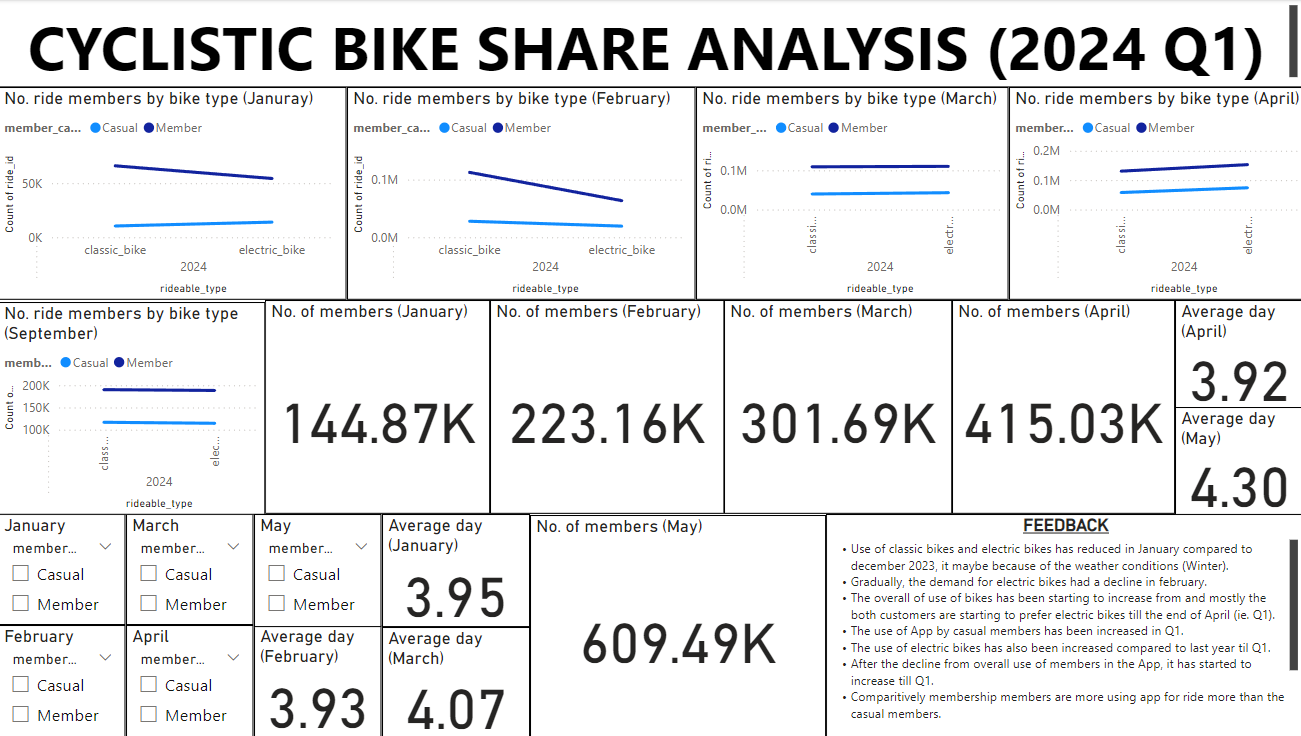 CYCLISTIC BIKE SHARE ANALYSIS (2024 Q1)
No. ride members by bike type (Januray)
member_ca... Casual Member
Count of ride_id
50K
0K
classic_bike electric_bike
2024
rideable_type
No. ride members by bike type (February)
member_ca... Casual Member
Count of ride_id
0.1M
0.0M
classic_bike electric_bike
2024
rideable_type
No. ride members by bike type (March)
member_... Casual Member
Count of ri...
0.1M
0.0M
classi... electr...
2024
rideable_type
No. ride members by bike type (April)
member... Casual Member
Count of ri...
0.2M
0.1M
0.0M
classi... electr...
2024
rideable_type
No. ride members by bike type
(September)
memb... Casual Member
Count o...
200K
150K
100K
class... elec...
2024
rideable_type
No. of members (January)
144.87K
No. of members (February)
223.16K
No. of members (March)
301.69K
No. of members (April)
415.03K
Average day
(April)
3.92
Average day
(May)
4.30
January
member...
Casual
Member
March
member...
Casual
Member
May
member...
Casual
Member
Average day
(January)
3.95
February
member...
Casual
Member
April
member...
Casual
Member
Average day
(February)
3.93
Average day
(March)
4.07
No. of members (May)
609.49K
FEEDBACK
• Use of classic bikes and electric bikes has reduced in January compared to
december 2023, it maybe because of the weather conditions (Winter).
• Gradually, the demand for electric bikes had a decline in february.
• The overall of use of bikes has been starting to increase from and mostly the
both customers are starting to prefer electric bikes till the end of April (ie. Q1).
• The use of App by casual members has been increased in Q1.
• The use of electric bikes has also been increased compared to last year til Q1.
• After the decline from overall use of members in the App, it has started to
increase till Q1.
• Comparitively membership members are more using app for ride more than the
casual members.